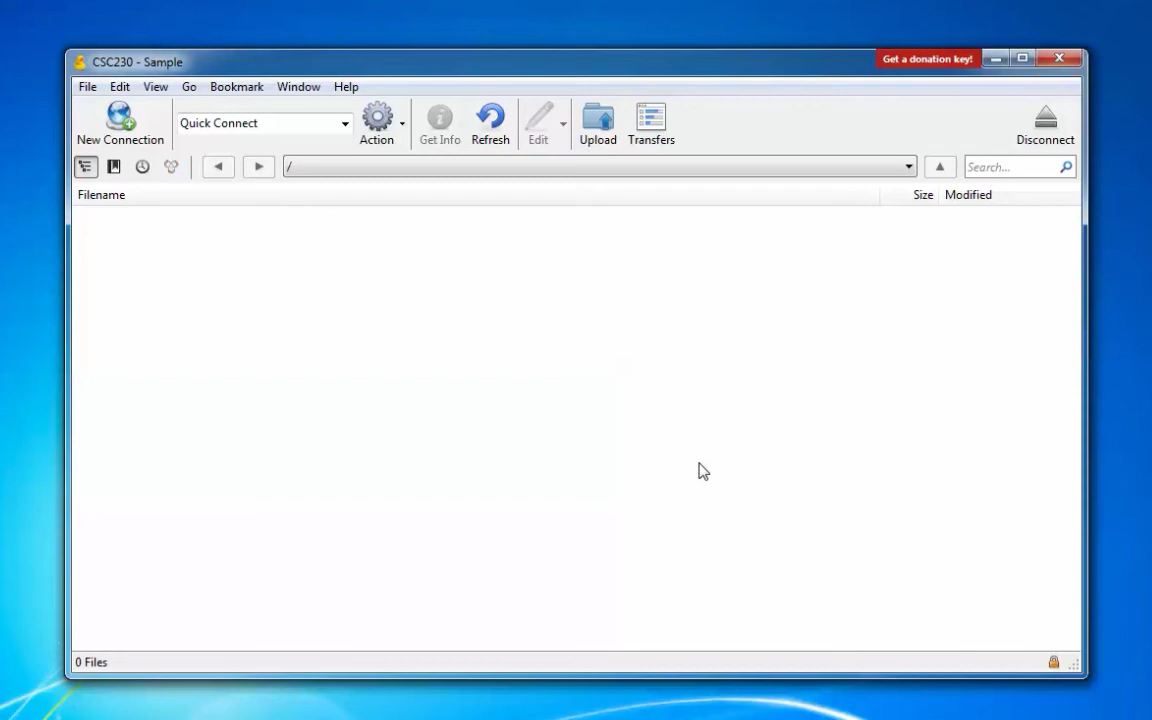 CSC230 - Sample
Get a donation key!
File Edit View Go Bookmark Window Help
New Connection Quick Connect Action Get Info Refresh Edit Upload Transfers Disconnect
/ Search...
Filename Size Modified
0 Files